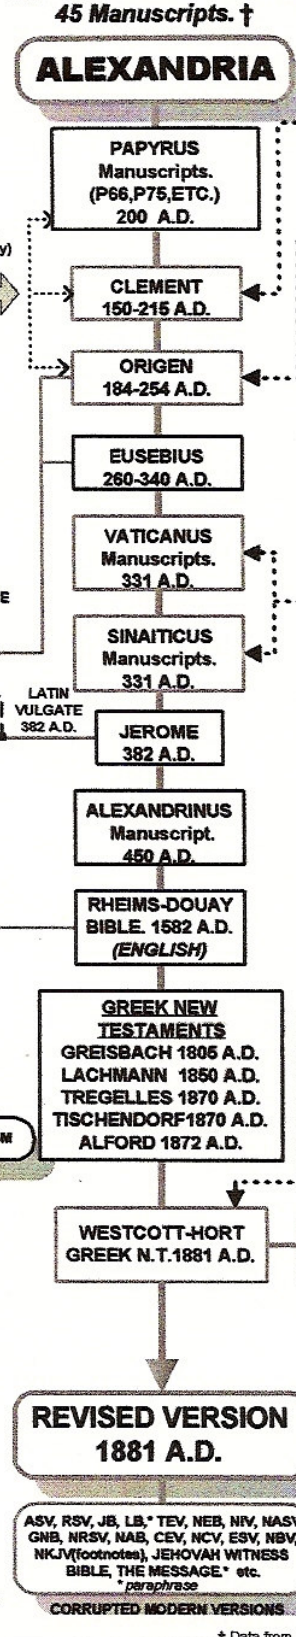 45 Manuscripts. †
ALEXANDRIA
PAPYRUS
Manuscripts.
(P66,P75,ETC.)
200 A.D.
y)
CLEMENT
150-215 A.D.
ORIGEN
184-254 A.D.
EUSEBIUS
260-340 A.D.
VATICANUS
Manuscripts.
331 A.D.
E
SINAITICUS
Manuscripts.
331 A.D.
LATIN
VULGATE
382 A.D.
JEROME
382 A.D.
ALEXANDRINUS
Manuscript.
450 A.D.
RHEIMS-DOUAY
BIBLE. 1582 A.D.
(ENGLISH)
GREEK NEW
TESTAMENTS
GREISBACH 1805 A.D.
LACHMANN 1850 A.D.
TREGELLES 1870 A.D.
TISCHENDORF1870 A.D.
ALFORD 1872 A.D.
M
WESTCOTT-HORT
GREEK N.T.1881 A.D.
REVISED VERSION
1881 A.D.
ASV, RSV, JB, LB,* TEV, NEB, NIV, NASV
GNB, NRSV, NAB, CEV, NCV, ESV, NBV,
NKJV(footnotes), JEHOVAH WITNESS
BIBLE, THE MESSAGE* etc.
* paraphrase
CORRUPTED MODERN VERSIONS
† Data from